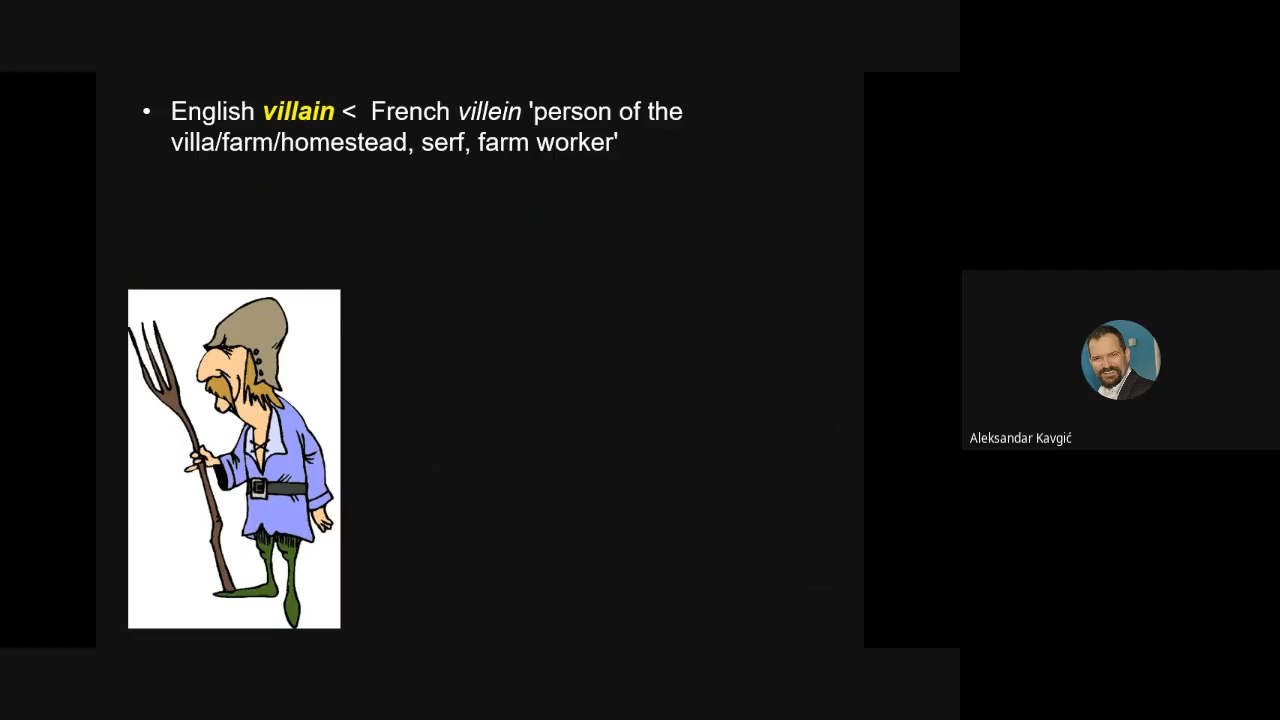 • English villain < French villein 'person of the
villa/farm/homestead, serf, farm worker'
Aleksandar Kavgić